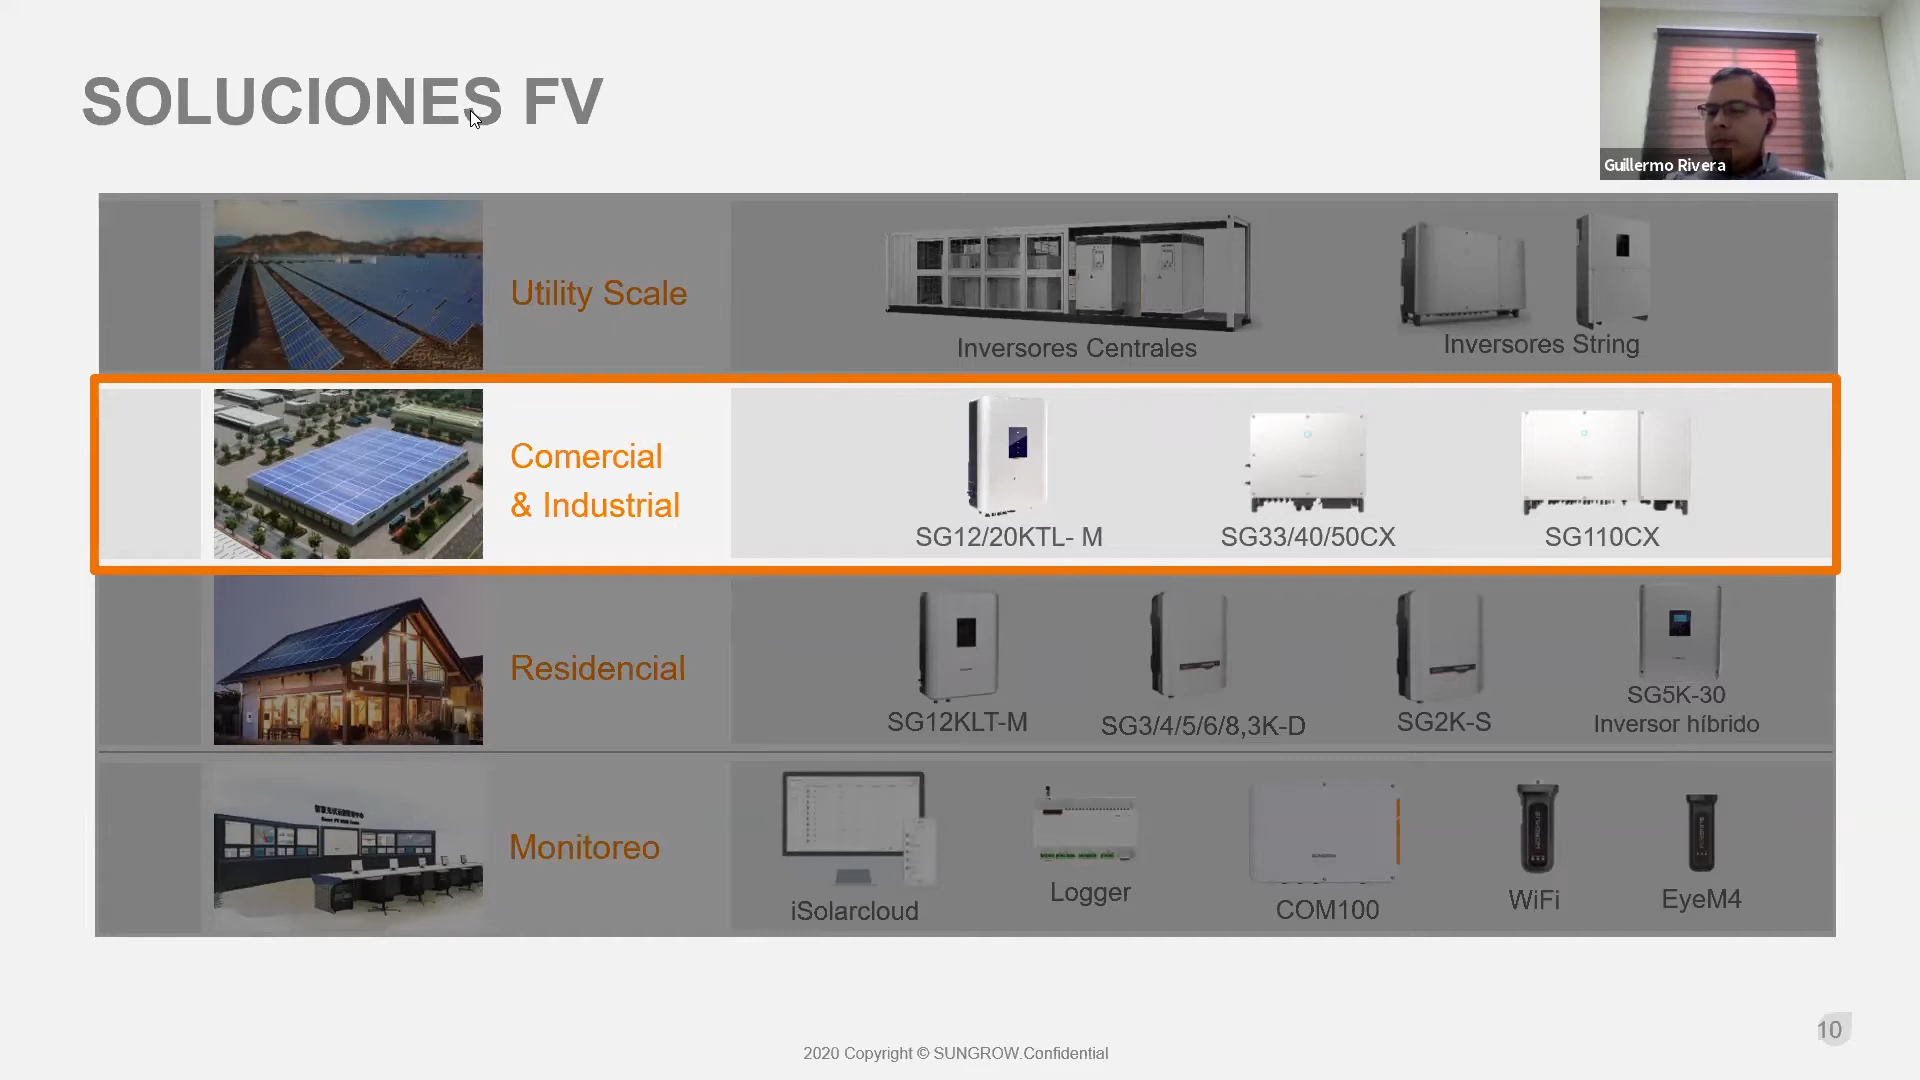 SOLUCIONES FV
Guillermo Rivera
Utility Scale
Inversores Centrales
Inversores String
Comercial
& Industrial
SG12/20KTL- M
SG33/40/50CX
SG110CX
Residencial
SG12KLT-M
SG3/4/5/6/8,3K-D
SG2K-S
SG5K-30
Inversor híbrido
Monitoreo
iSolarcloud
Logger
COM100
WiFi
EyeM4
10
2020 Copyright © SUNGROW.Confidential